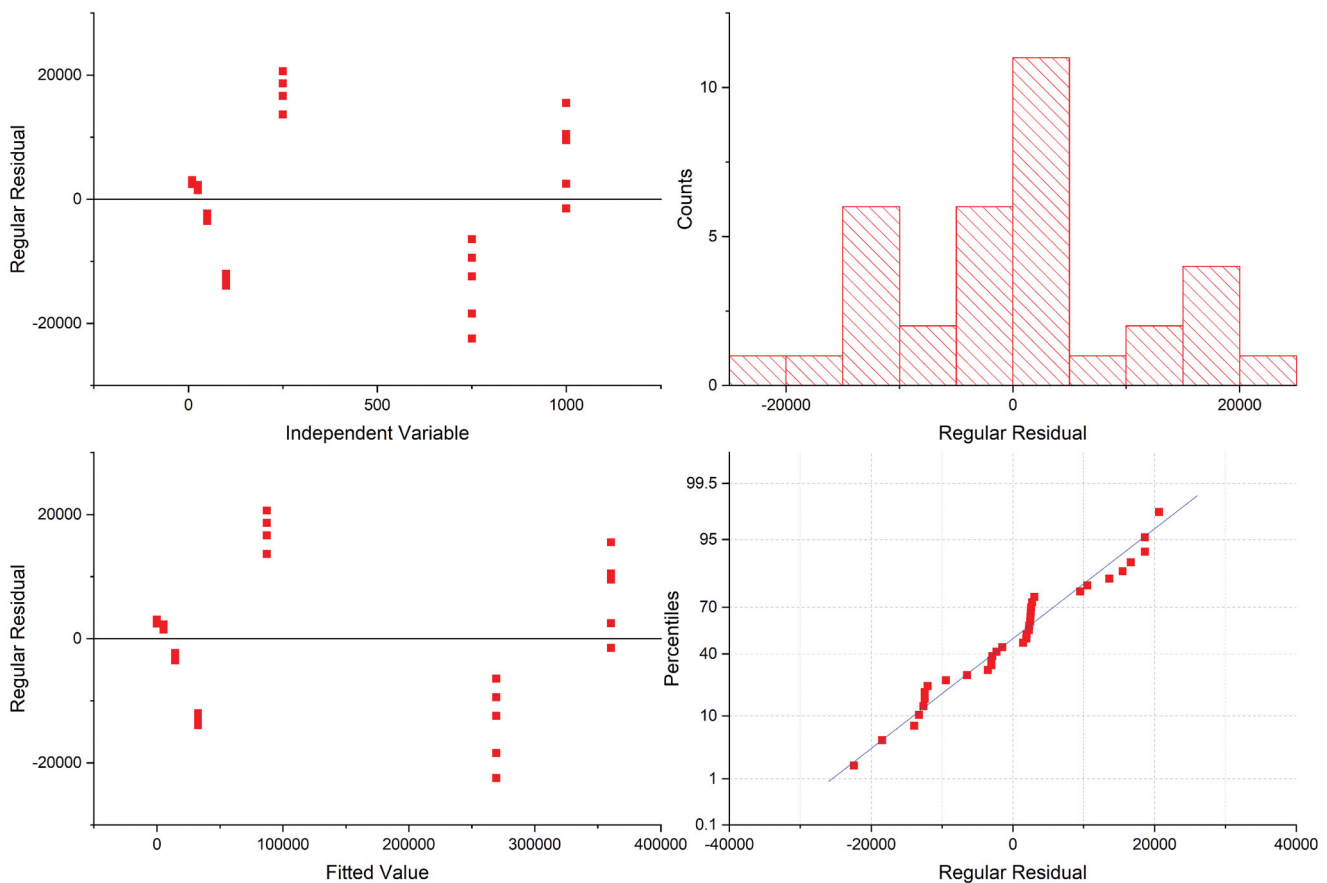 20000
0
-20000
Regular Residual
0 500 1000
Independent Variable
10
5
0
Counts
-20000 0 20000
Regular Residual
20000
0
-20000
Regular Residual
0 100000 200000 300000 400000
Fitted Value
99.5
95
70
40
10
1
0.1
Percentiles
-40000 -20000 0 20000 40000
Regular Residual